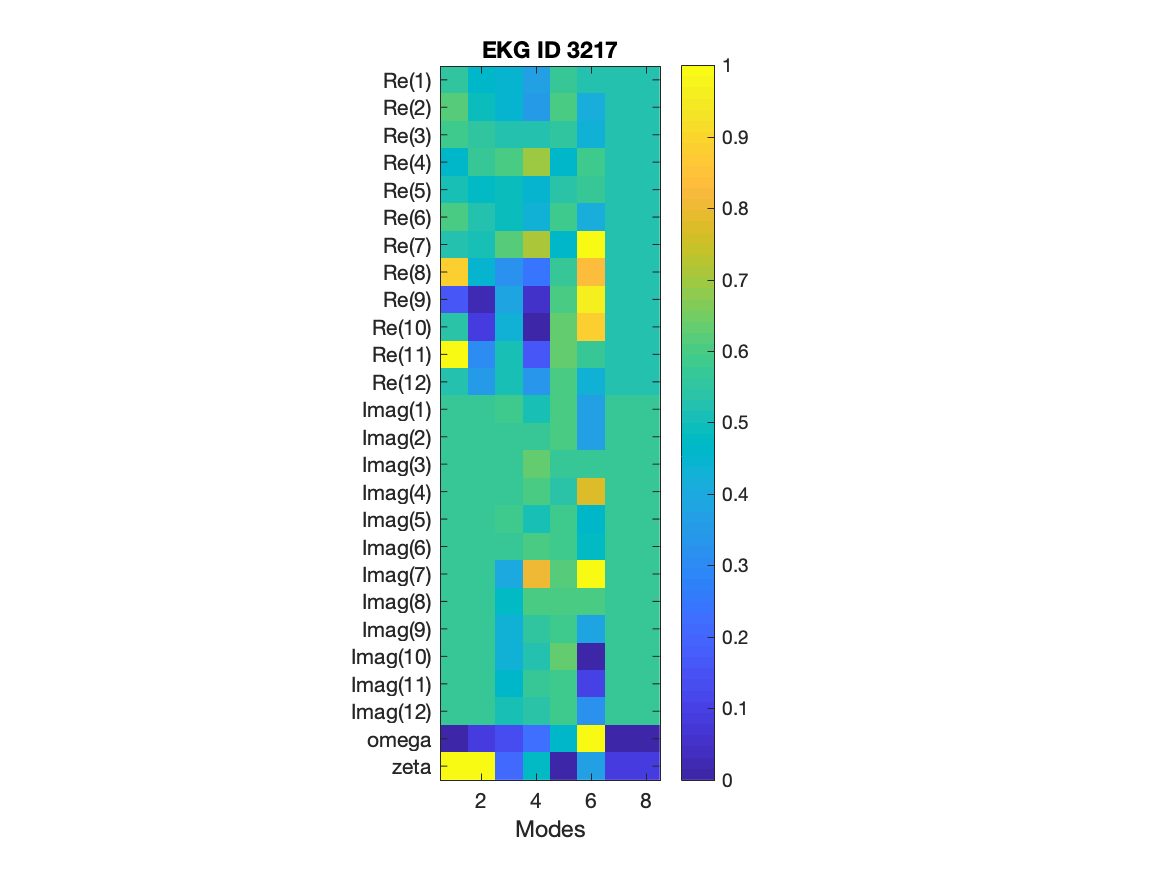 EKG ID 3217
Re(1)
Re(2)
Re(3)
Re(4)
Re(5)
Re(6)
Re(7)
Re(8)
Re(9)
Re(10)
Re(11)
Re(12)
Imag(1)
Imag(2)
Imag(3)
Imag(4)
Imag(5)
Imag(6)
Imag(7)
Imag(8)
Imag(9)
Imag(10)
Imag(11)
Imag(12)
omega
zeta
2 4 6 8
Modes
1
0.9
0.8
0.7
0.6
0.5
0.4
0.3
0.2
0.1
0